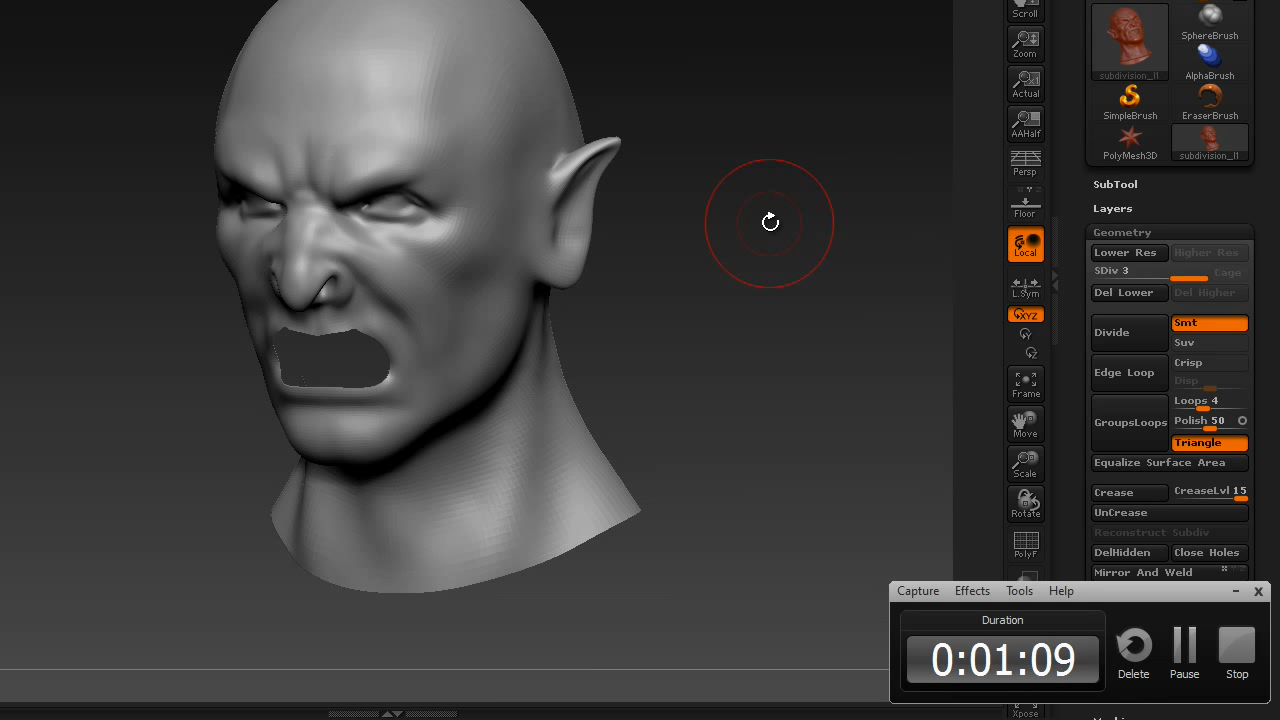 Scroll
Zoom
Actual
AAHalf
Persp
Floor
Local
L.Sym
XYZ
Y
Z
Frame
Move
Scale
Rotate
PolyF
Xpose
subdivision_l1
SphereBrush
AlphaBrush
SimpleBrush
EraserBrush
PolyMesh3D
subdivision_l1
SubTool
Layers
Geometry
Lower Res
Higher Res
SDiv 3
Cage
Del Lower
Del Higher
Divide
Smt
Suv
Edge Loop
Crisp
Disp
GroupsLoops
Loops 4
Polish 50
Triangle
Equalize Surface Area
Crease
CreaseLvl 15
UnCrease
Reconstruct Subdiv
DelHidden
Close Holes
Mirror And Weld
Capture Effects Tools Help
Duration
0:01:09
Delete
Pause
Stop